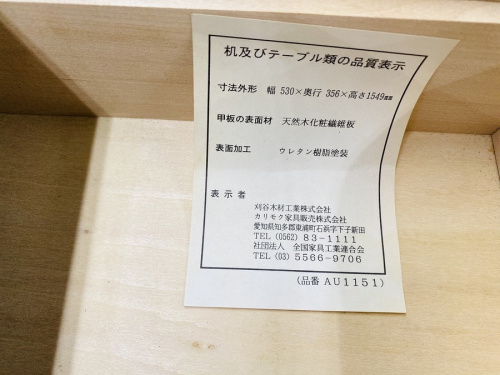 机及びテーブル類の品質表示
寸法外形 幅 530×奥行 356×高さ1549㎜
甲板の表面材 天然木化粧繊維板
表面加工 ウレタン樹脂塗装
表示者
刈谷木材工業株式会社
カリモク家具販売株式会社
愛知県知多郡東浦町石浜字下子新田
TEL (0562) 83-1111
社団法人 全国家具工業連合会
TEL (03) 5566-9706
(品番 AU1151)